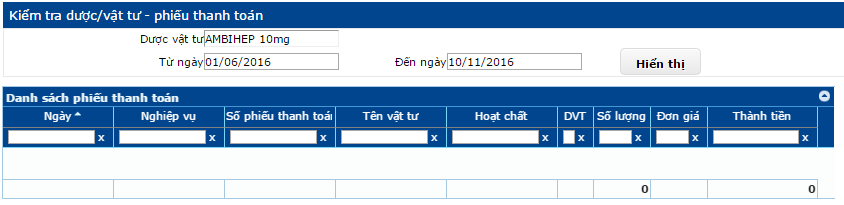 Kiểm tra dược/vật tư - phiếu thanh toán
Dược vật tư AMBIHEP 10mg
Từ ngày 01/06/2016 Đến ngày 10/11/2016 Hiển thị
Danh sách phiếu thanh toán
Ngày Nghiệp vụ Số phiếu thanh toán Tên vật tư Hoạt chất DVT Số lượng Đơn giá Thành tiền
x x x x x x x x x
0 0